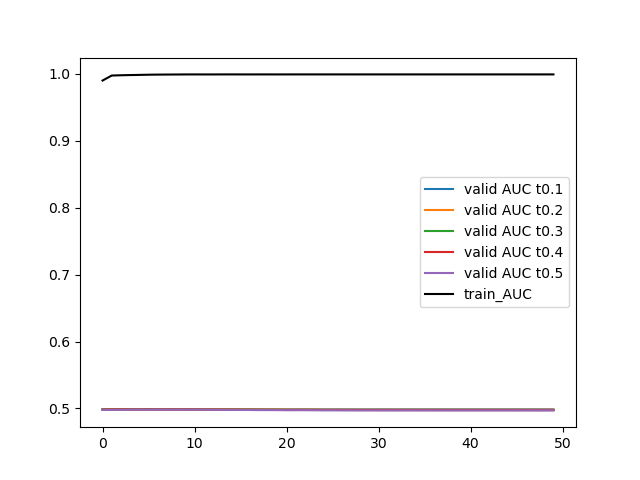 1.0
0.9
0.8
0.7
0.6
0.5
valid AUC t0.1
valid AUC t0.2
valid AUC t0.3
valid AUC t0.4
valid AUC t0.5
train_AUC
0 10 20 30 40 50